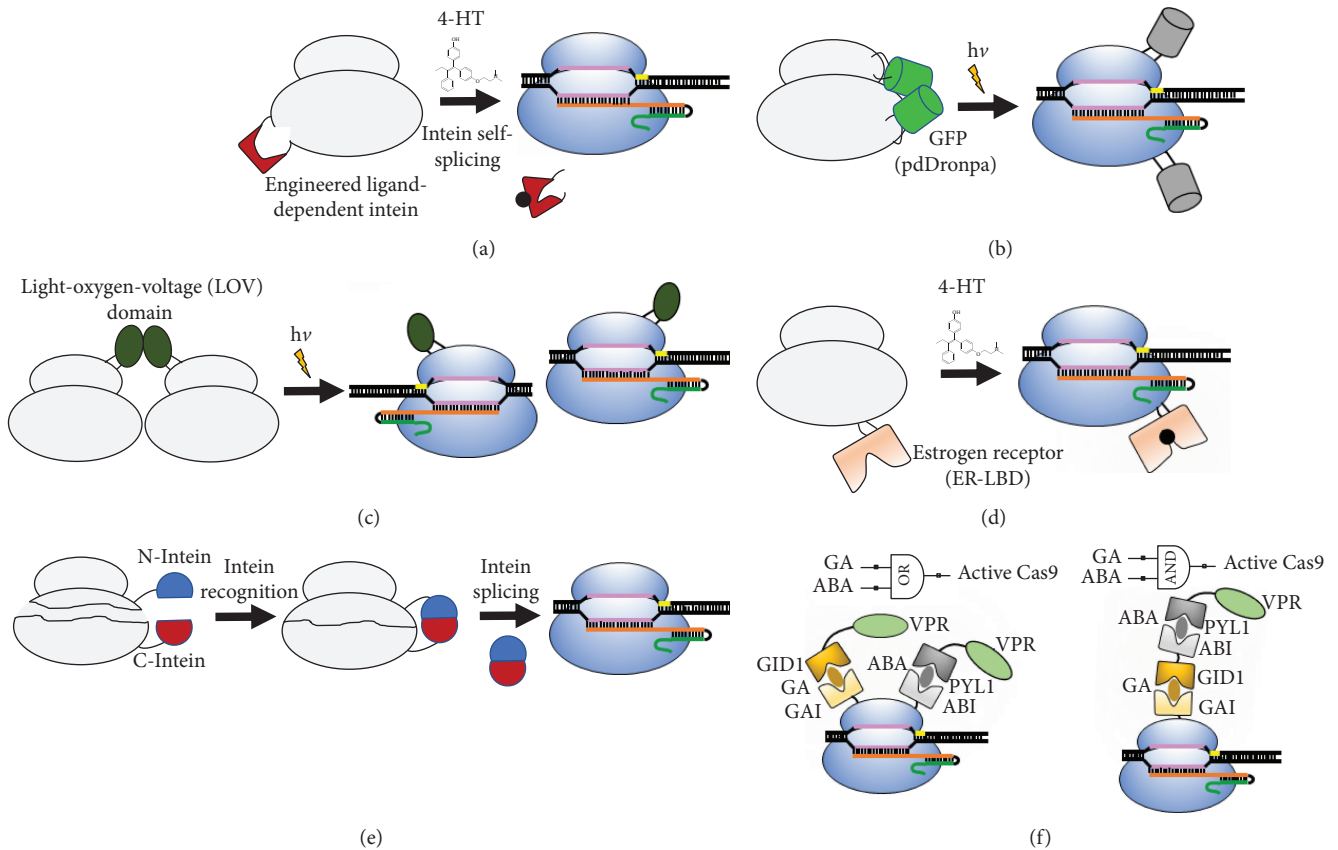 4-HT
OH
O
N
Intein self-
splicing
Engineered ligand-
dependent intein
(a)
hν
GFP
(pdDronpa)
(b)
Light-oxygen-voltage (LOV)
domain
hν
(c)
4-HT
OH
O
N
Estrogen receptor
(ER-LBD)
(d)
N-Intein
Intein
recognition
C-Intein
Intein
splicing
(e)
GA
ABA
OR
Active Cas9
VPR
GID1
GA
GAI
ABA
PYL1
ABI
VPR
GA
ABA
AND
Active Cas9
VPR
ABA
PYL1
ABI
GA
GID1
GAI
(f)